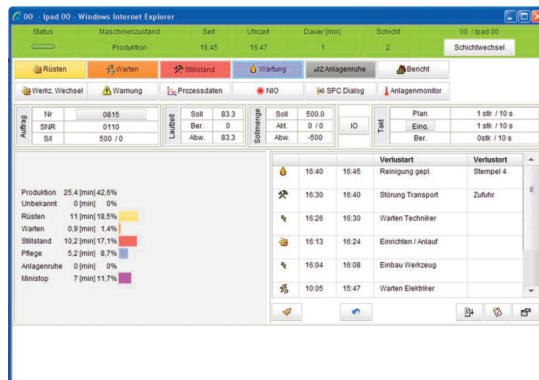 00 - Ipad 00 - Windows Internet Explorer
Status Maschinenzustand Seit Uhrzeit Dauer [min] Schicht 00 / Ipad 00
Produktion 16:45 16:47 1 2 Schichtwechsel
Rüsten Warten Stillstand Wartung Anlagenruhe Bericht
Werkz. Wechsel Warnung Prozessdaten NIO SPC Dialog Anlagenmonitor
Auftrag Nr 0815 Laufzeit Soll 83.3 Sollmenge Soll 500.0 IO Takt Plan 1 stk / 10 s
SNR 0110 Ber. 0 Akt. 0 / 0 Eing. 1 stk / 10 s
S/I 500 / 0 Abw. 83.3 Abw. -500 Ber. 0stk / 10 s
Verlustart Verlustort
16:40 16:45 Reinigung gepl. Stempel 4
16:30 16:40 Störung Transport Zufuhr
16:26 16:30 Warten Techniker
16:13 16:24 Einrichten / Anlauf
16:04 16:08 Einbau Werkzeug
10:05 15:47 Warten Elektriker
Produktion 25,4 [min] 42,6%
Unbekannt 0 [min] 0%
Rüsten 11 [min] 18,5%
Warten 0,9 [min] 1,4%
Stillstand 10,2 [min] 17,1%
Pflege 5,2 [min] 8,7%
Anlagenruhe 0 [min] 0%
Ministop 7 [min] 11,7%